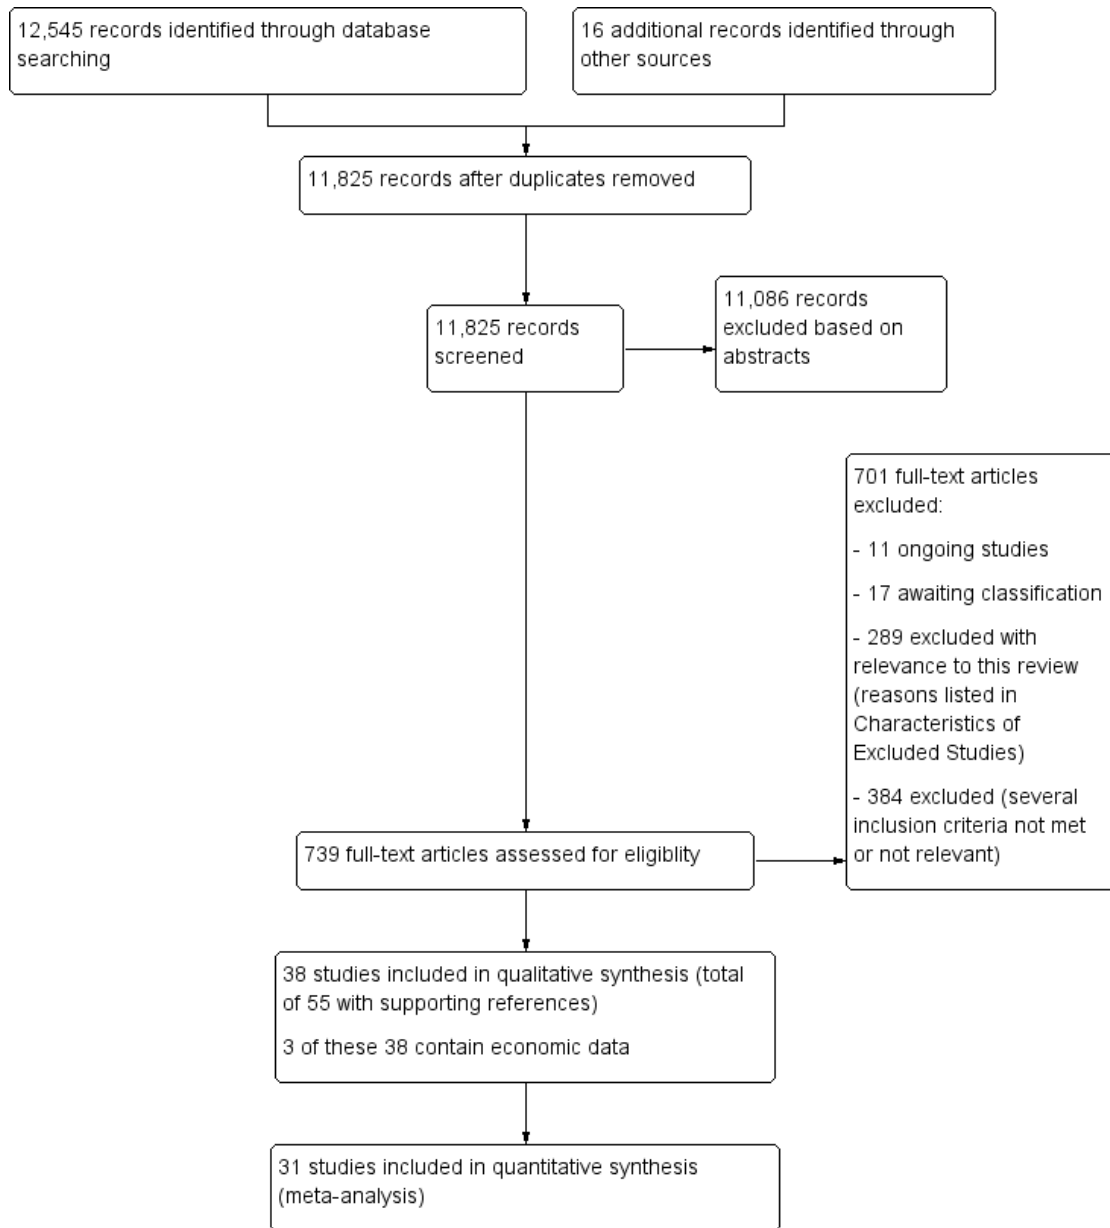 12,545 records identified through database
searching
16 additional records identified through
other sources
11,825 records after duplicates removed
11,825 records
screened
11,086 records
excluded based on
abstracts
701 full-text articles
excluded:
- 11 ongoing studies
- 17 awaiting classification
- 289 excluded with
relevance to this review
(reasons listed in
Characteristics of
Excluded Studies)
- 384 excluded (several
inclusion criteria not met
or not relevant)
739 full-text articles assessed for eligiblity
38 studies included in qualitative synthesis (total
of 55 with supporting references)
3 of these 38 contain economic data
31 studies included in quantitative synthesis
(meta-analysis)